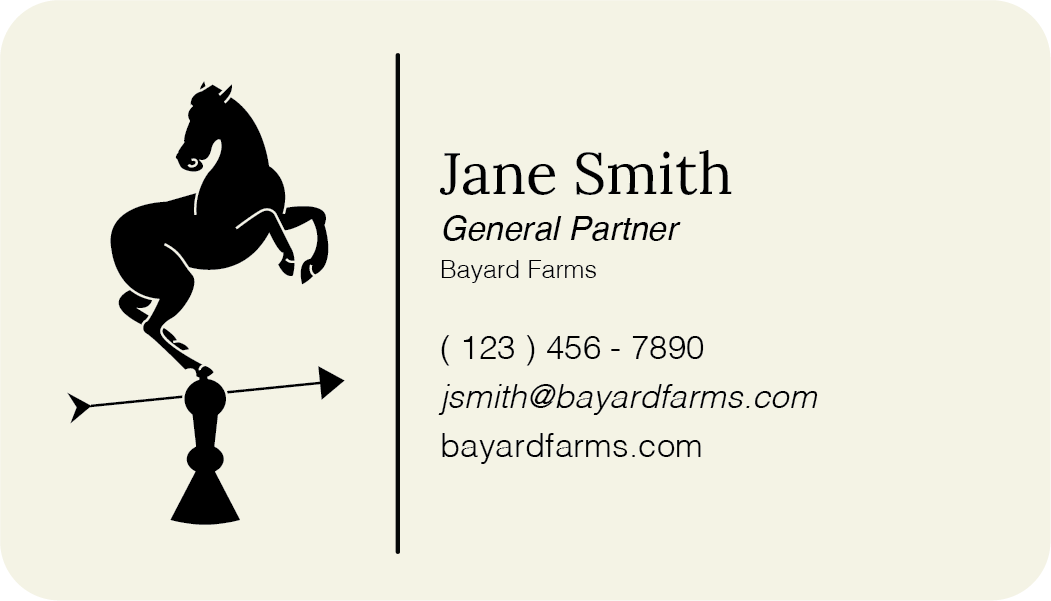 Jane Smith
General Partner
Bayard Farms
( 123 ) 456 - 7890
jsmith@bayardfarms.com
bayardfarms.com